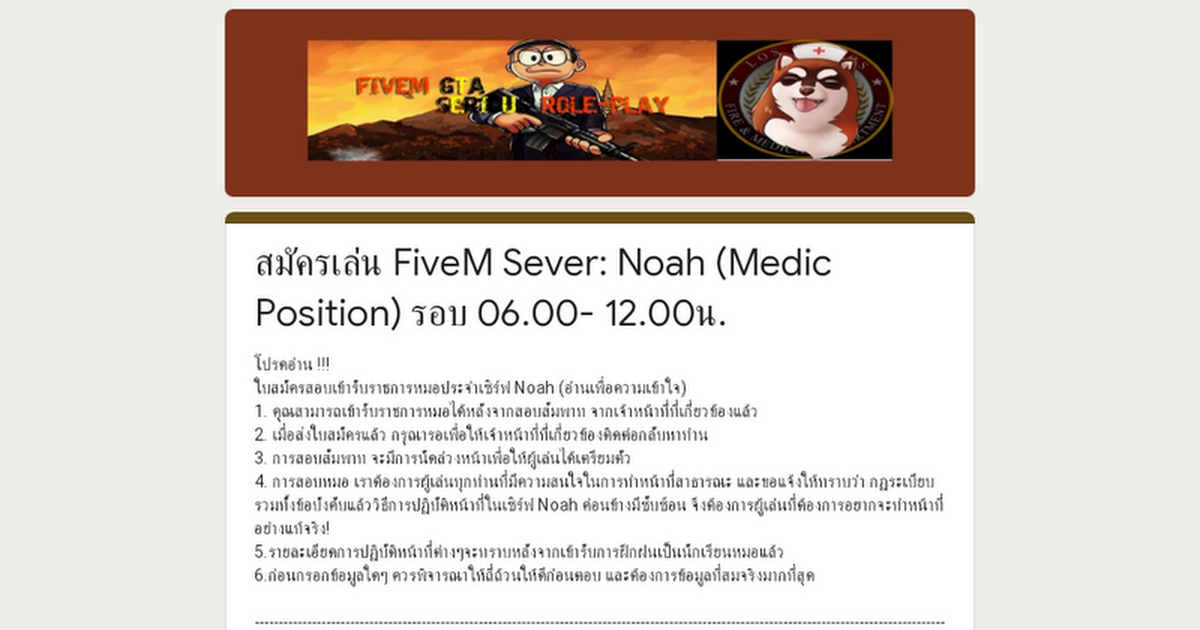 FIVEM GTA
SERIOUS ROLE-PLAY
LOS
FIRE & MEDICAL DEPARTMENT
สมัครเล่น FiveM Sever: Noah (Medic
Position) รอบ 06.00- 12.00น.
โปรดอ่าน !!!
ใบสมัครสอบเข้ารับราชการหมอประจำเซิร์ฟ Noah (อ่านเพื่อความเข้าใจ)
1. คุณสามารถเข้ารับราชการหมอได้หลังจากสอบสัมพาท จากเจ้าหน้าที่ที่เกี่ยวข้องแล้ว
2. เมื่อส่งใบสมัครแล้ว กรุณารอเพื่อให้เจ้าหน้าที่ที่เกี่ยวข้องติดต่อกลับหาท่าน
3. การสอบสัมพาท จะมีการนัดล่วงหน้าเพื่อให้ผู้เล่นได้เตรียมตัว
4. การสอบหมอ เราต้องการผู้เล่นทุกท่านที่มีความสนใจในการทำหน้าที่สาธารณะ และขอแจ้งให้ทราบว่า กฎระเบียบ
รวมทั้งข้อบังคับแล้ววิธีการปฏิบัติหน้าที่ในเซิร์ฟ Noah ค่อนข้างมีซับซ้อน จึงต้องการผู้เล่นที่ต้องการอยากจะทำหน้าที่
อย่างแท้จริง!
5.รายละเอียดการปฏิบัติหน้าที่ต่างๆจะทราบหลังจากเข้ารับการฝึกฝนเป็นนักเรียนหมอแล้ว
6.ก่อนกรอกข้อมูลใดๆ ควรพิจารณาให้ถี่ถ้วนให้ดีก่อนตอบ และต้องการข้อมูลที่สมจริงมากที่สุด